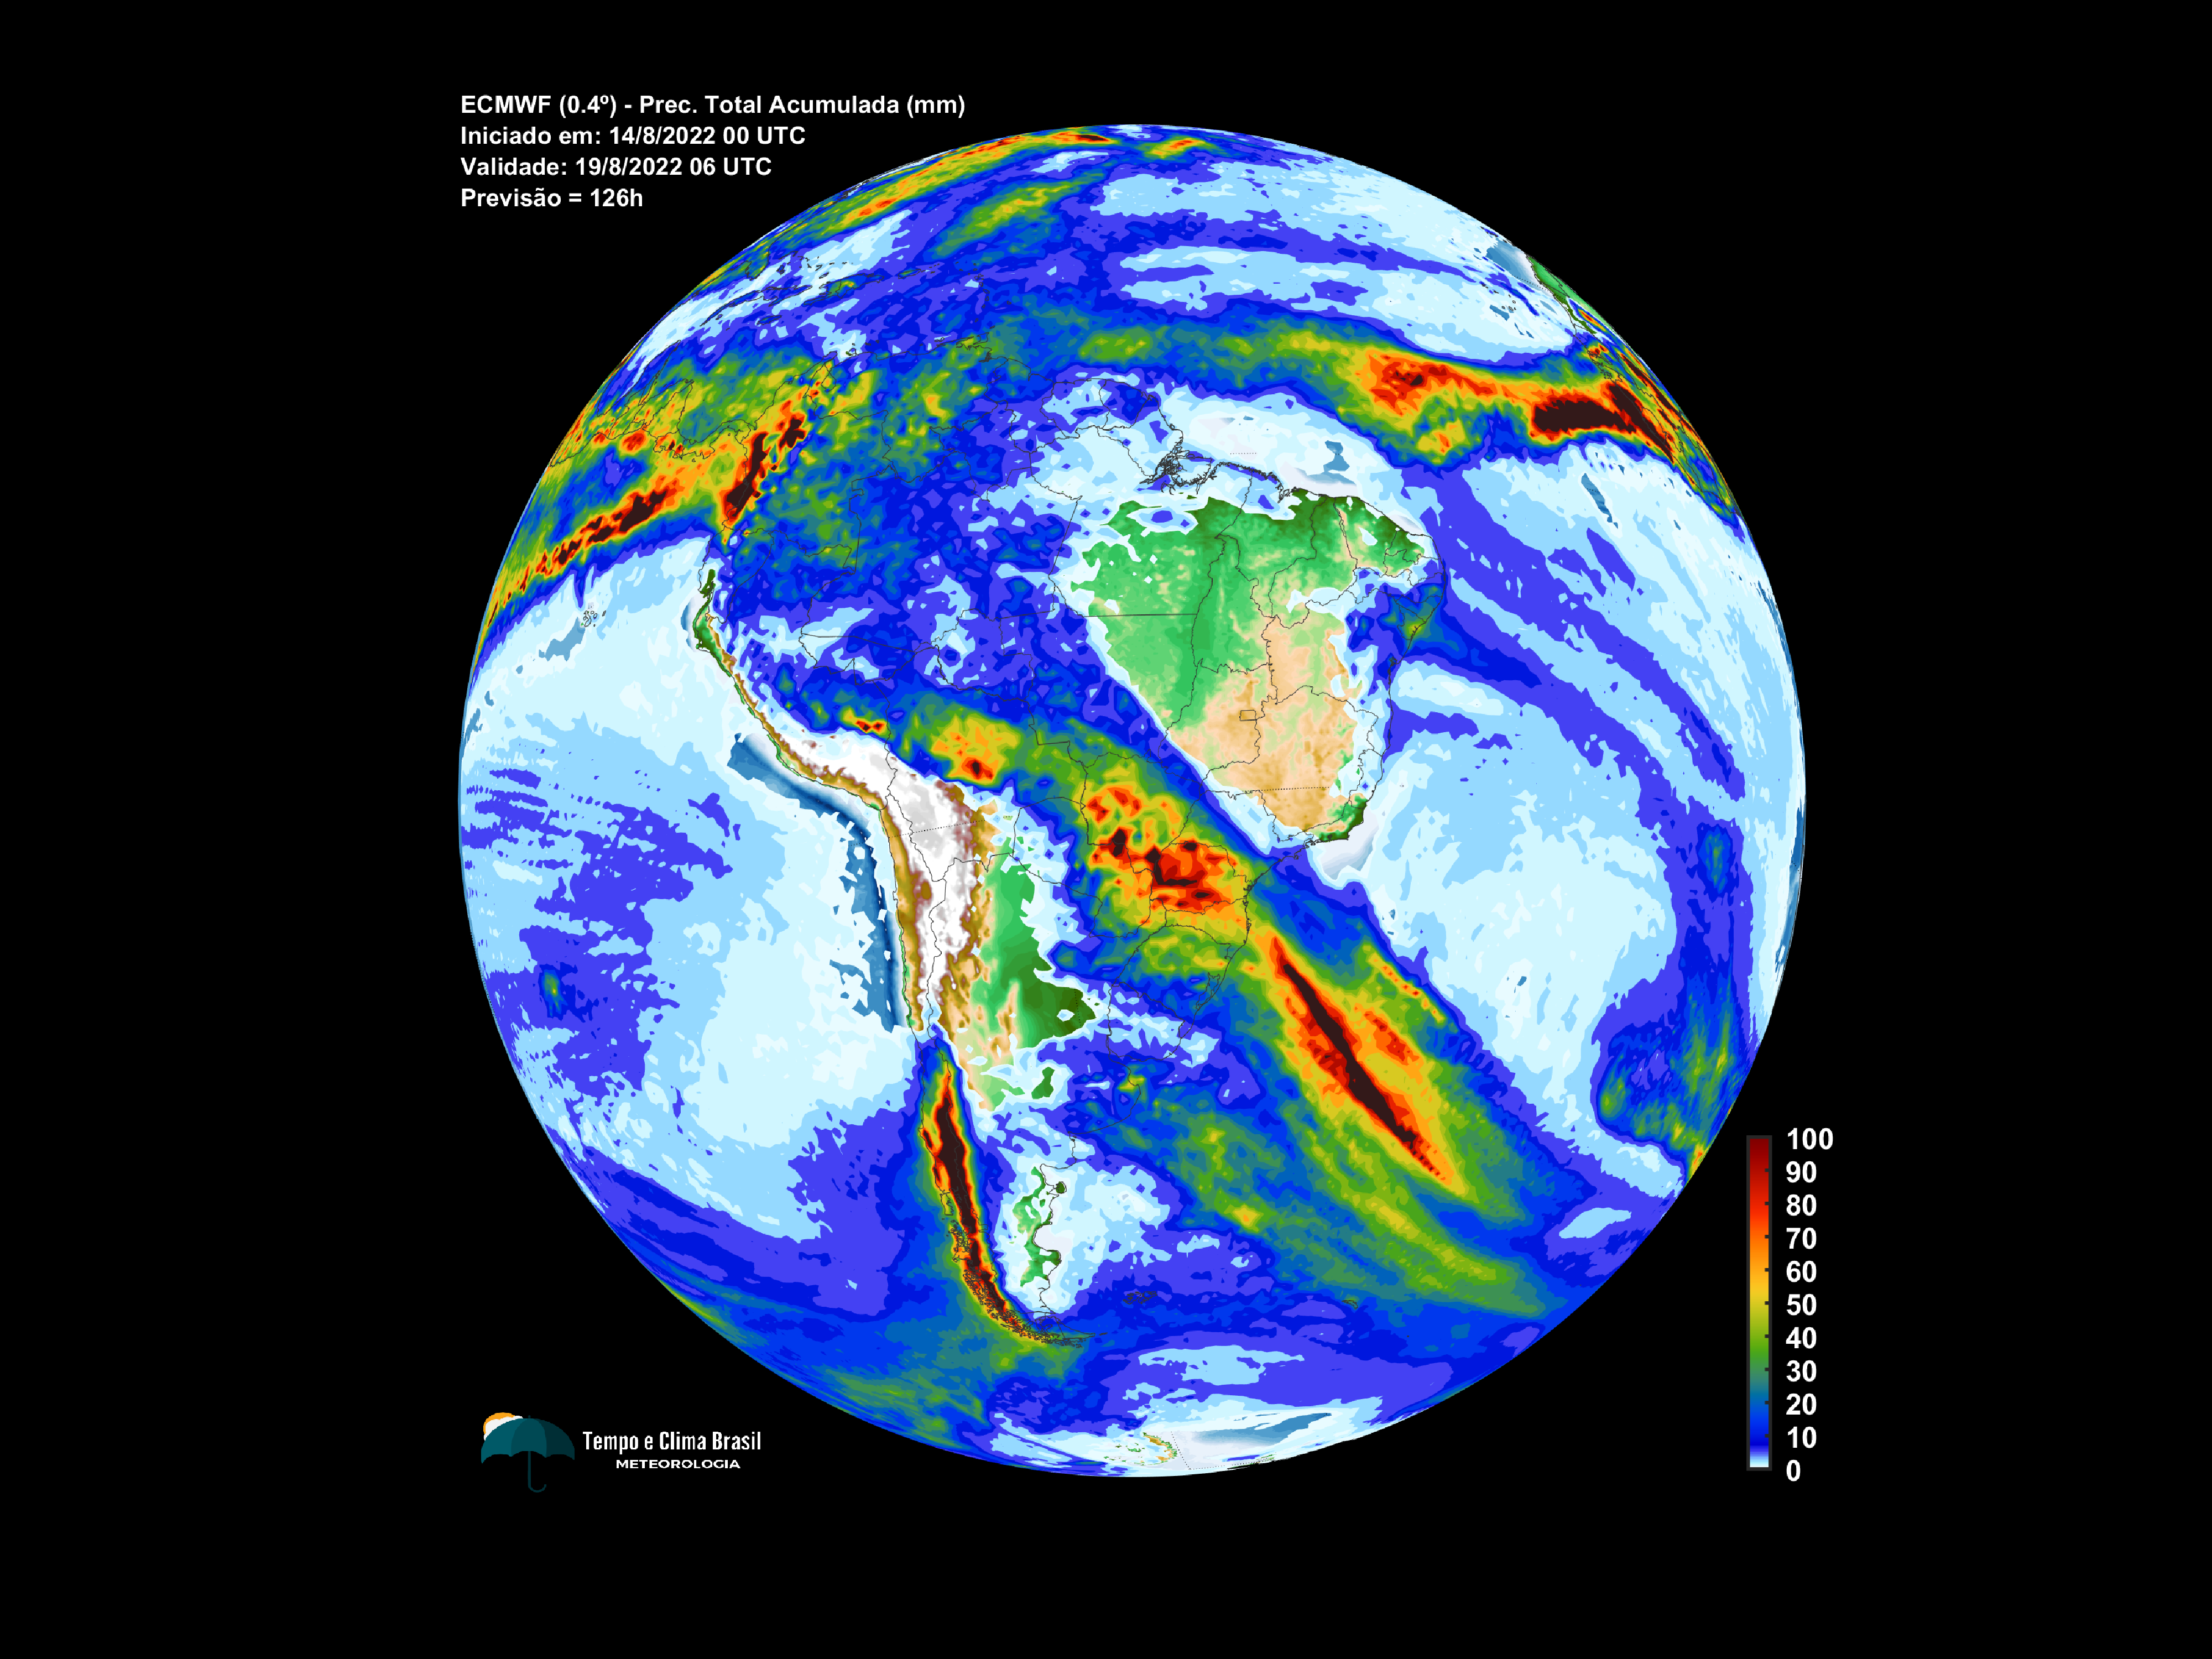 ECMWF (0.4º) - Prec. Total Acumulada (mm)
Iniciado em: 14/8/2022 00 UTC
Validade: 19/8/2022 06 UTC
Previsão = 126h
100
90
80
70
60
50
40
30
20
10
0
Tempo e Clima Brasil
METEOROLOGIA